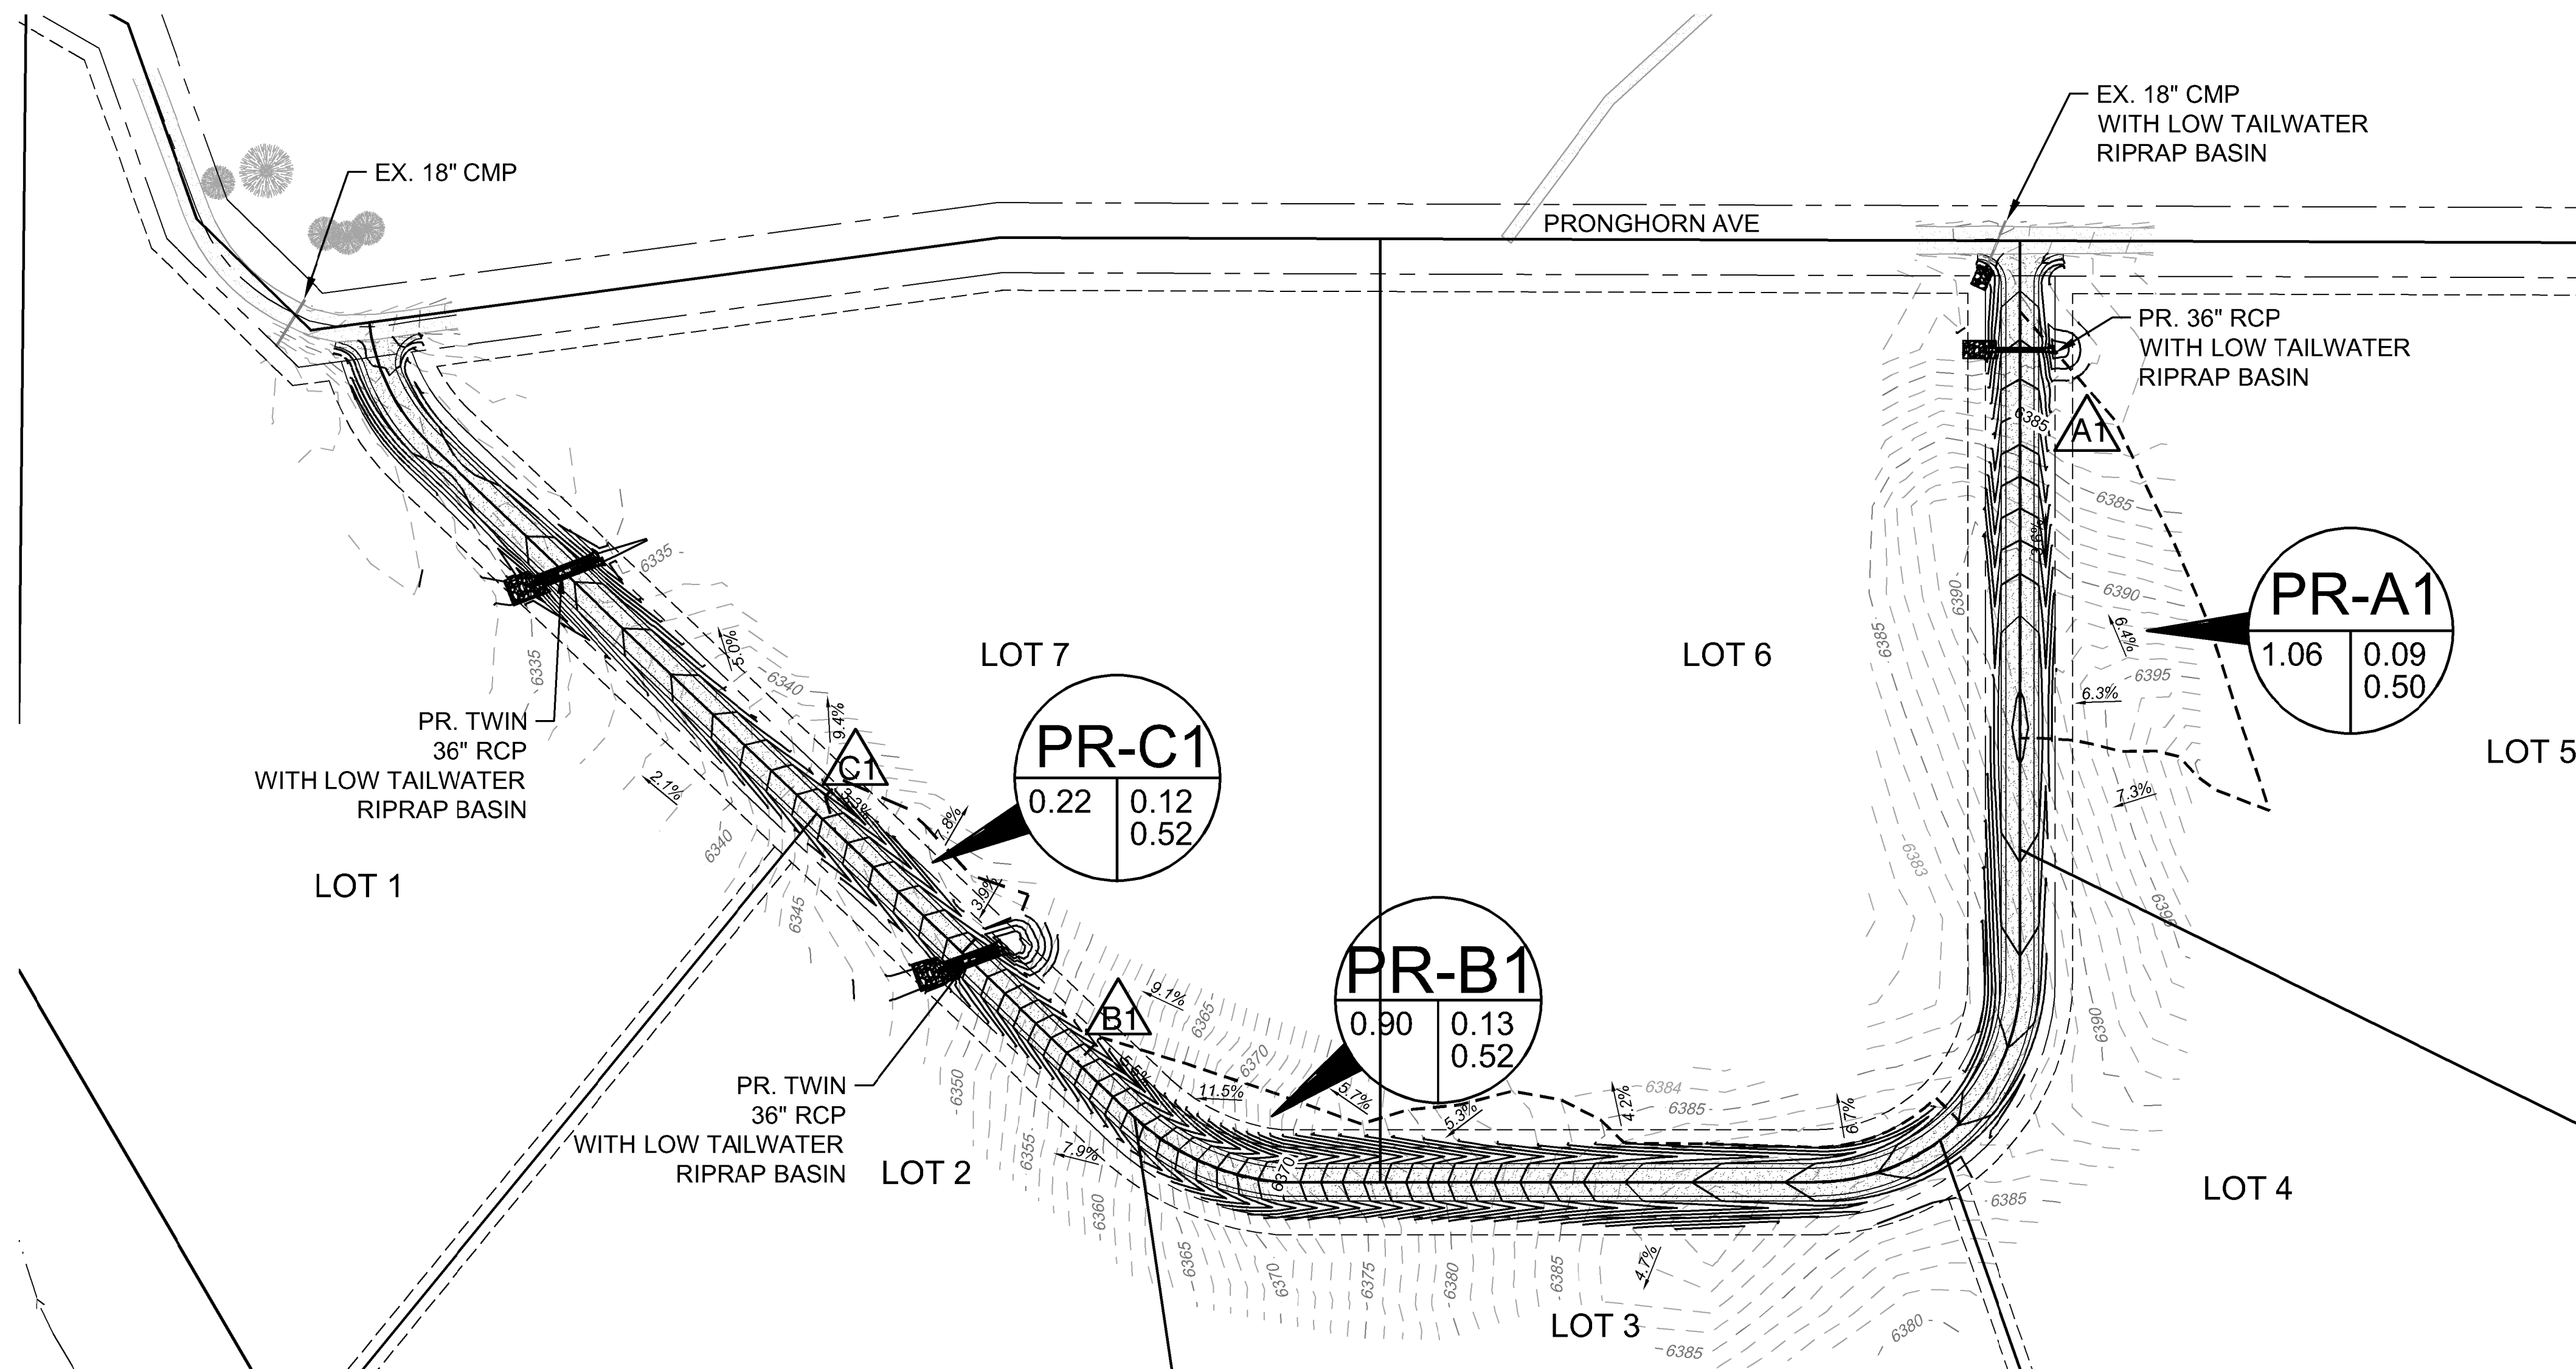 EX. 18" CMP
WITH LOW TAILWATER
RIPRAP BASIN
EX. 18" CMP
PRONGHORN AVE
PR. 36" RCP
WITH LOW TAILWATER
RIPRAP BASIN
6385
A1
6385
3.6%
6335
6390
6390
PR-A1
1.06
0.09
0.50
6.4%
6385
6395
6.3%
LOT 7
LOT 6
LOT 5
5.0%
6335
6340
9.4%
PR. TWIN
36" RCP
WITH LOW TAILWATER
RIPRAP BASIN
PR-C1
0.22
0.12
0.52
C1
3.3%
2.1%
7.8%
7.3%
6340
6383
LOT 1
3.9%
6345
6395
PR-B1
0.90
0.13
0.52
9.1%
6365
B1
6390
6370
5.5%
11.5%
5.7%
5.3%
4.2%
6384
6385
6.7%
6350
PR. TWIN
36" RCP
WITH LOW TAILWATER
RIPRAP BASIN
6355
7.9%
6370
LOT 2
LOT 4
6385
6360
6365
6370
6375
6380
6385
4.7%
LOT 3
6380
6385